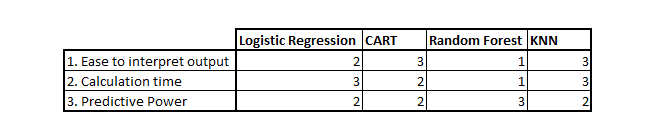 Logistic Regression CART Random Forest KNN
1. Ease to interpret output 2 3 1 3
2. Calculation time 3 2 1 3
3. Predictive Power 2 2 3 2